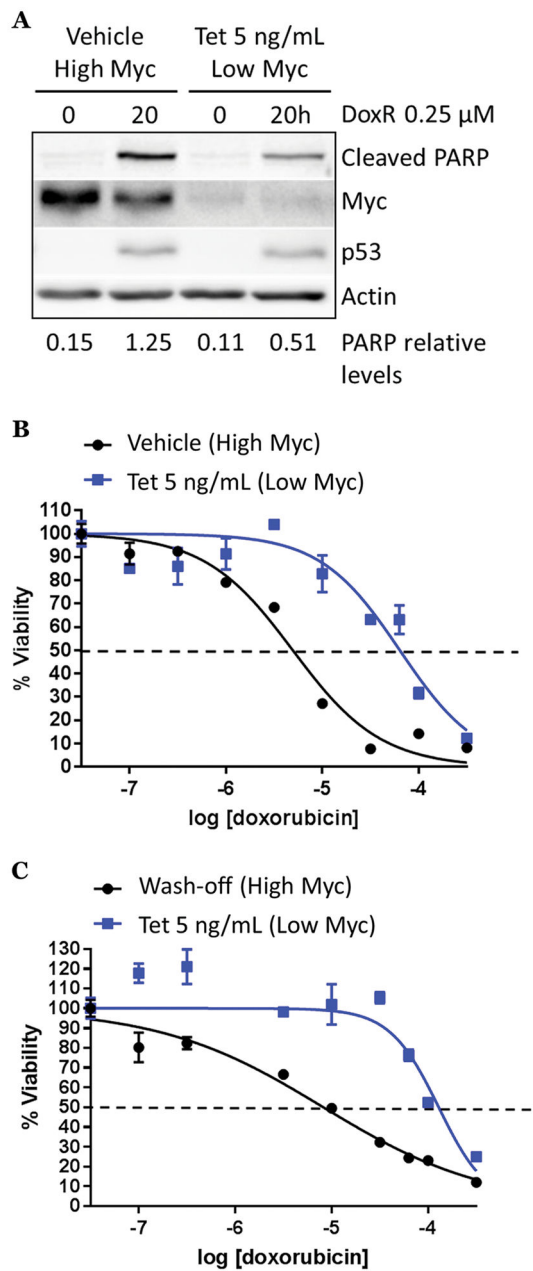 A
Vehicle
High Myc
Tet 5 ng/mL
Low Myc
0 20 0 20h DoxR 0.25 µM
Cleaved PARP
Myc
p53
Actin
0.15 1.25 0.11 0.51 PARP relative
levels
B
Vehicle (High Myc)
Tet 5 ng/mL (Low Myc)
110
100
90
80
70
60
50
40
30
20
10
0
% Viability
-7 -6 -5 -4
log [doxorubicin]
C
Wash-off (High Myc)
Tet 5 ng/mL (Low Myc)
130
120
110
100
90
80
70
60
50
40
30
20
10
0
% Viability
-7 -6 -5 -4
log [doxorubicin]